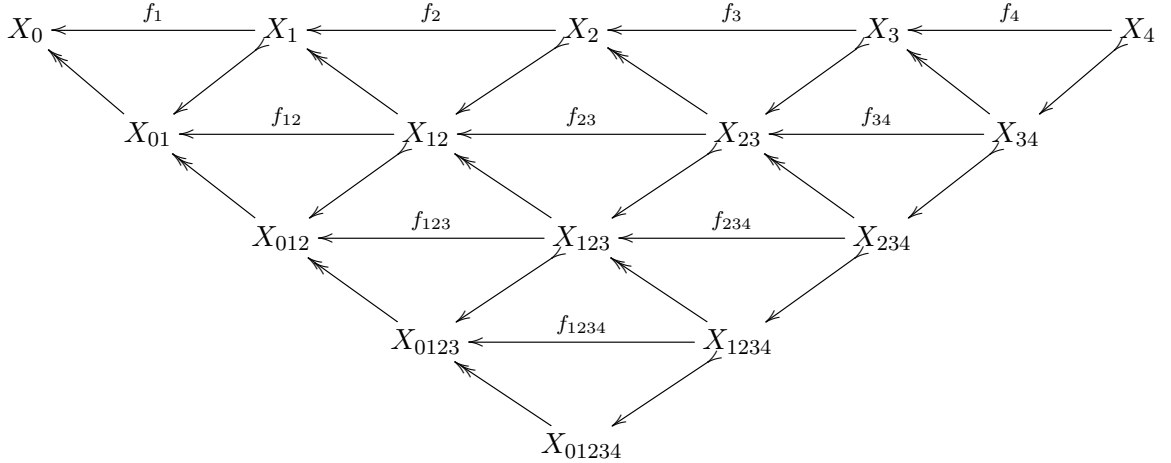 f₁ f₂ f₃ f₄
X₀ X₁ X₂ X₃ X₄
f₁₂ f₂₃ f₃₄
X₀₁ X₁₂ X₂₃ X₃₄
f₁₂₃ f₂₃₄
X₀₁₂ X₁₂₃ X₂₃₄
f₁₂₃₄
X₀₁₂₃ X₁₂₃₄
X₀₁₂₃₄